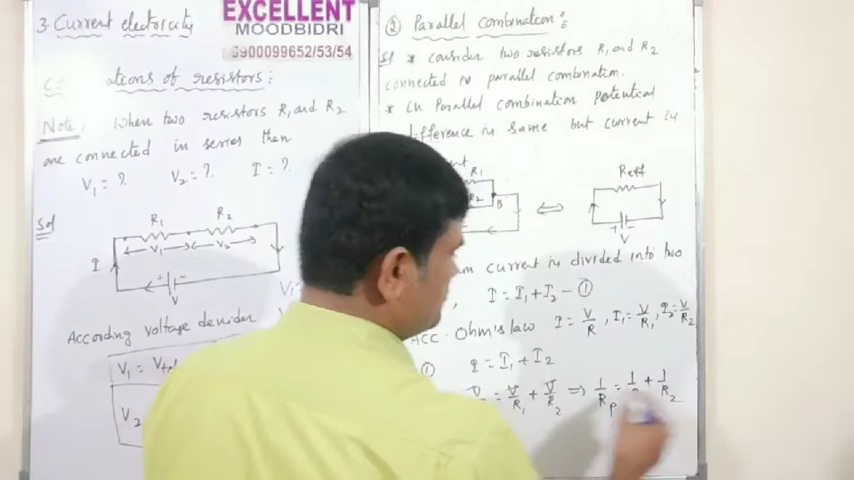 3. Current electricity
EXCELLENT
MOODBIDRI
6900099652/53/54
ations of resistors:
Note: When two resistors R1 and R2
are connected in series then
V1 = ? V2 = ? I = ?
Sol
R1 R2
V1 V2
I
+ -
V
According voltage devider
V1 =
V2
② Parallel combination:
* consider two resistors R1 and R2
connected parallel combination.
* In Parallel combination potential
difference is same but current is
R1
R2 B
Reff
+ -
V
current is divided into two
I = I1 + I2 - ①
Acc. Ohm's law I = V/R, I1 = V/R1, I2 = V/R2
① I = I1 + I2
= V/R1 + V/R2 ⇒ 1/Rp = 1/ + 1/R2